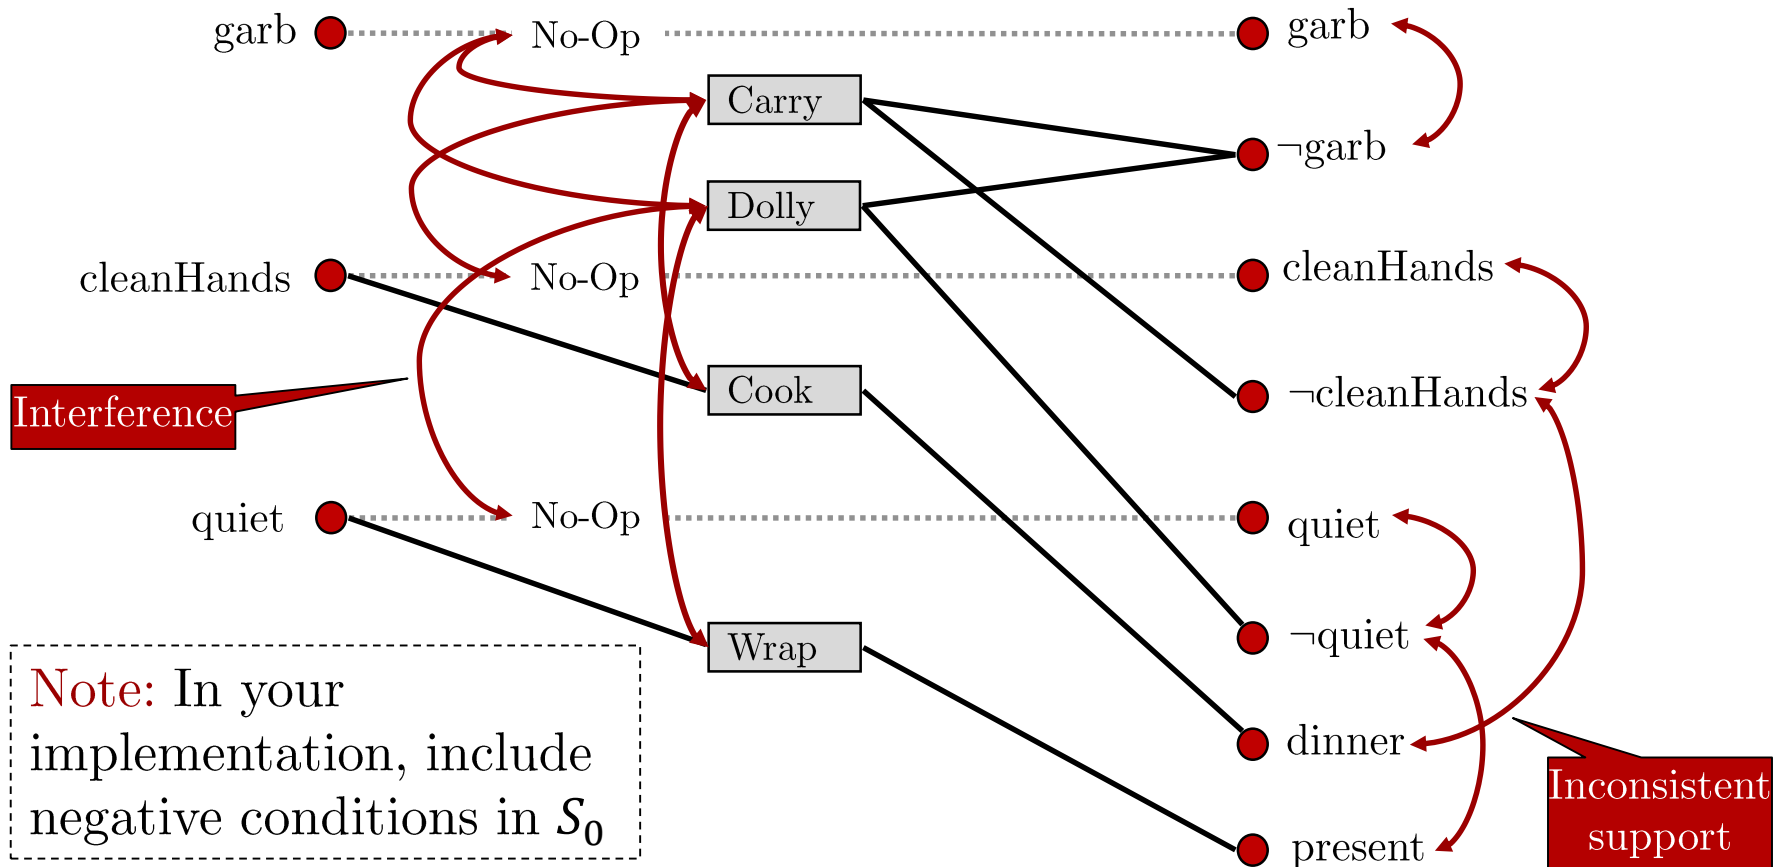 garb
No-Op
garb
Carry
¬garb
Dolly
cleanHands
No-Op
cleanHands
Cook
¬cleanHands
Interference
quiet
No-Op
quiet
Wrap
¬quiet
Note: In your
implementation, include
negative conditions in S₀
dinner
Inconsistent
support
present